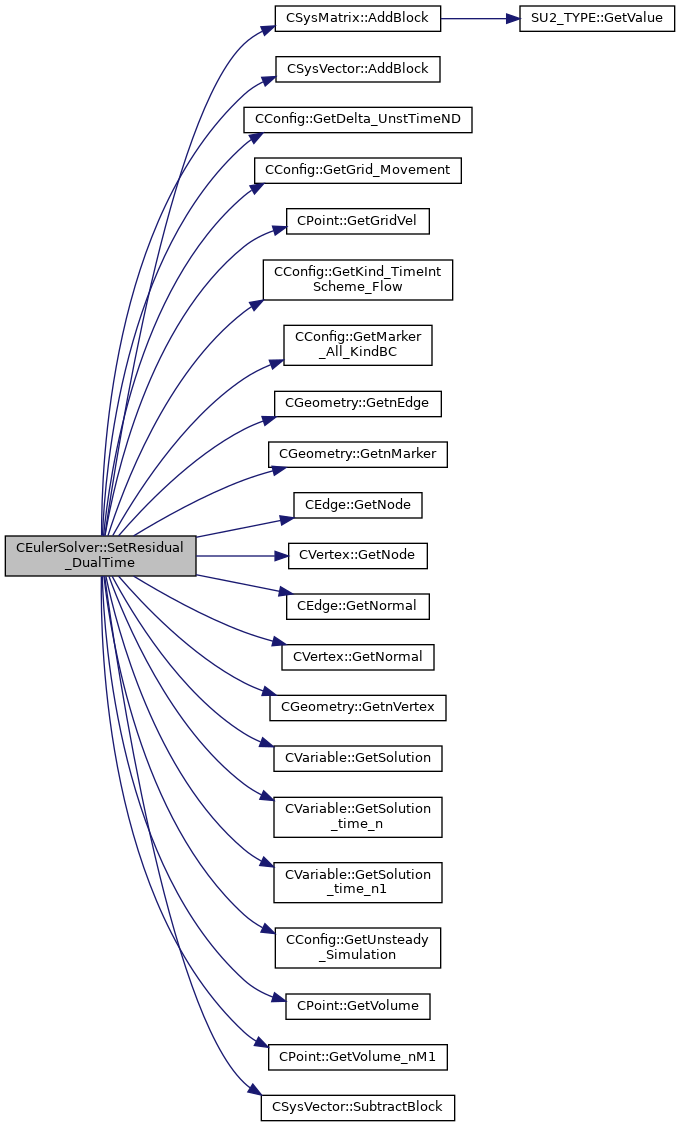 CSysMatrix::AddBlock
SU2_TYPE::GetValue
CSysVector::AddBlock
CConfig::GetDelta_UnstTimeND
CConfig::GetGrid_Movement
CPoint::GetGridVel
CConfig::GetKind_TimeInt
Scheme_Flow
CConfig::GetMarker
_All_KindBC
CGeometry::GetnEdge
CGeometry::GetnMarker
CEdge::GetNode
CEulerSolver::SetResidual
_DualTime
CVertex::GetNode
CEdge::GetNormal
CVertex::GetNormal
CGeometry::GetnVertex
CVariable::GetSolution
CVariable::GetSolution
_time_n
CVariable::GetSolution
_time_n1
CConfig::GetUnsteady
_Simulation
CPoint::GetVolume
CPoint::GetVolume_nM1
CSysVector::SubtractBlock